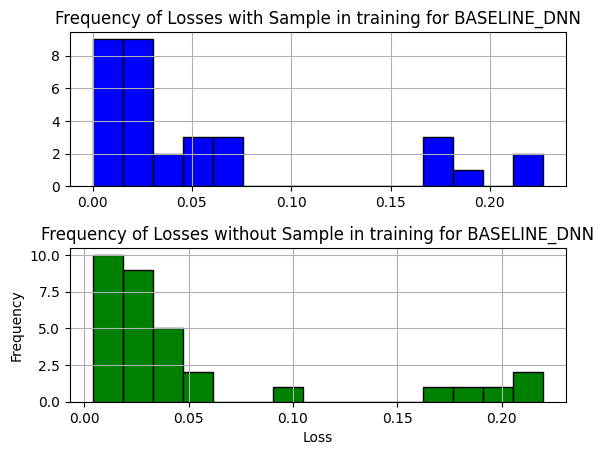 Frequency of Losses with Sample in training for BASELINE_DNN
8
6
4
2
0
0.00 0.05 0.10 0.15 0.20
Frequency of Losses without Sample in training for BASELINE_DNN
10.0
7.5
5.0
2.5
0.0
Frequency
0.00 0.05 0.10 0.15 0.20
Loss